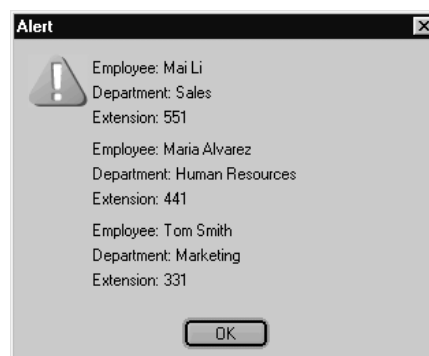 Alert
Employee: Mai Li
Department: Sales
Extension: 551
Employee: Maria Alvarez
Department: Human Resources
Extension: 441
Employee: Tom Smith
Department: Marketing
Extension: 331
OK